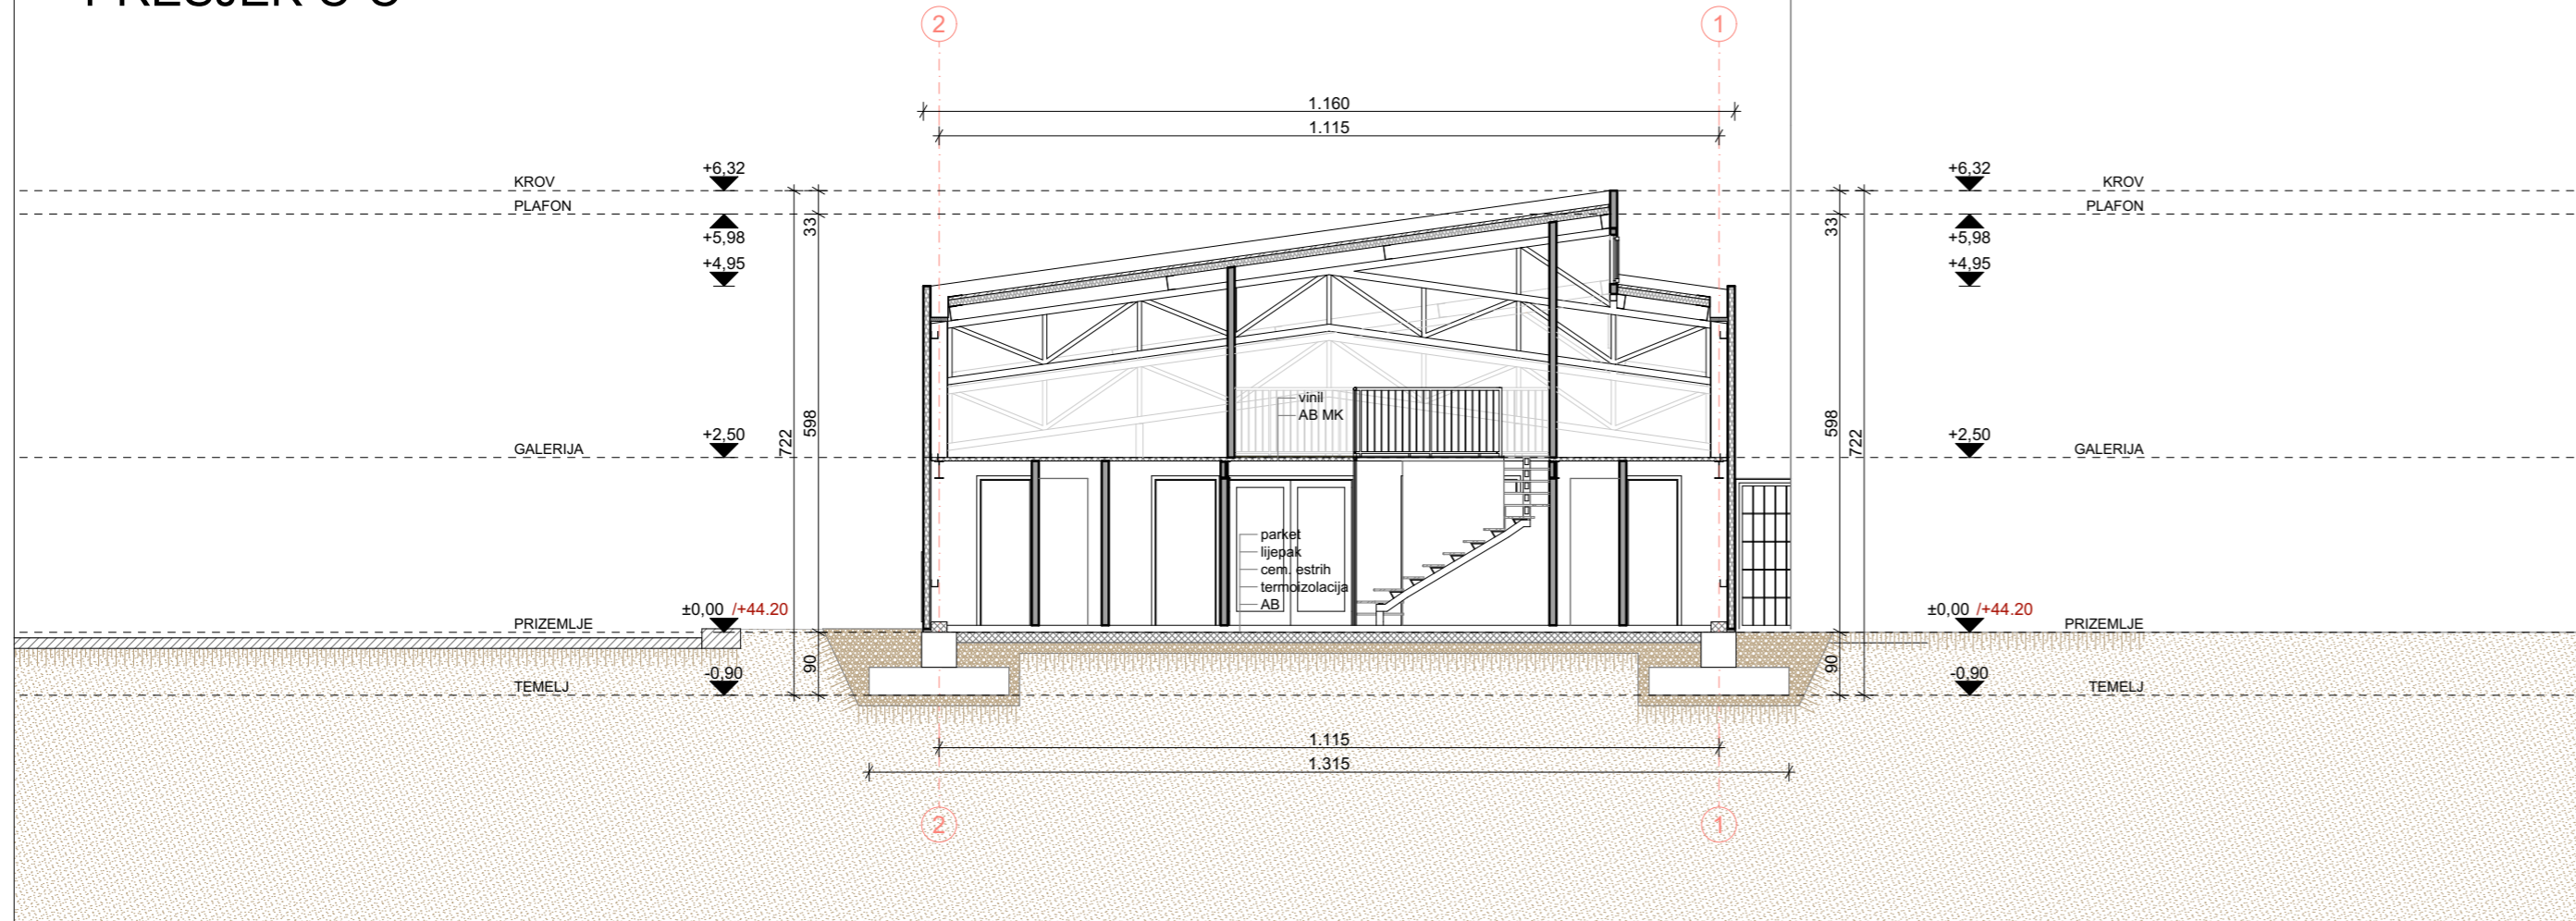 PRESJEK C-C
2
1
1.160
1.115
KROV
+6,32
+6,32
KROV
PLAFON
33
33
PLAFON
+5,98
+5,98
+4,95
+4,95
vinil
AB MK
598
722
598
722
GALERIJA
+2,50
+2,50
GALERIJA
parket
lijepak
cem. estrih
termoizolacija
AB
PRIZEMLJE
±0,00 /+44.20
±0,00 /+44.20
PRIZEMLJE
90
90
TEMELJ
-0,90
-0,90
TEMELJ
1.115
1.315
2
1